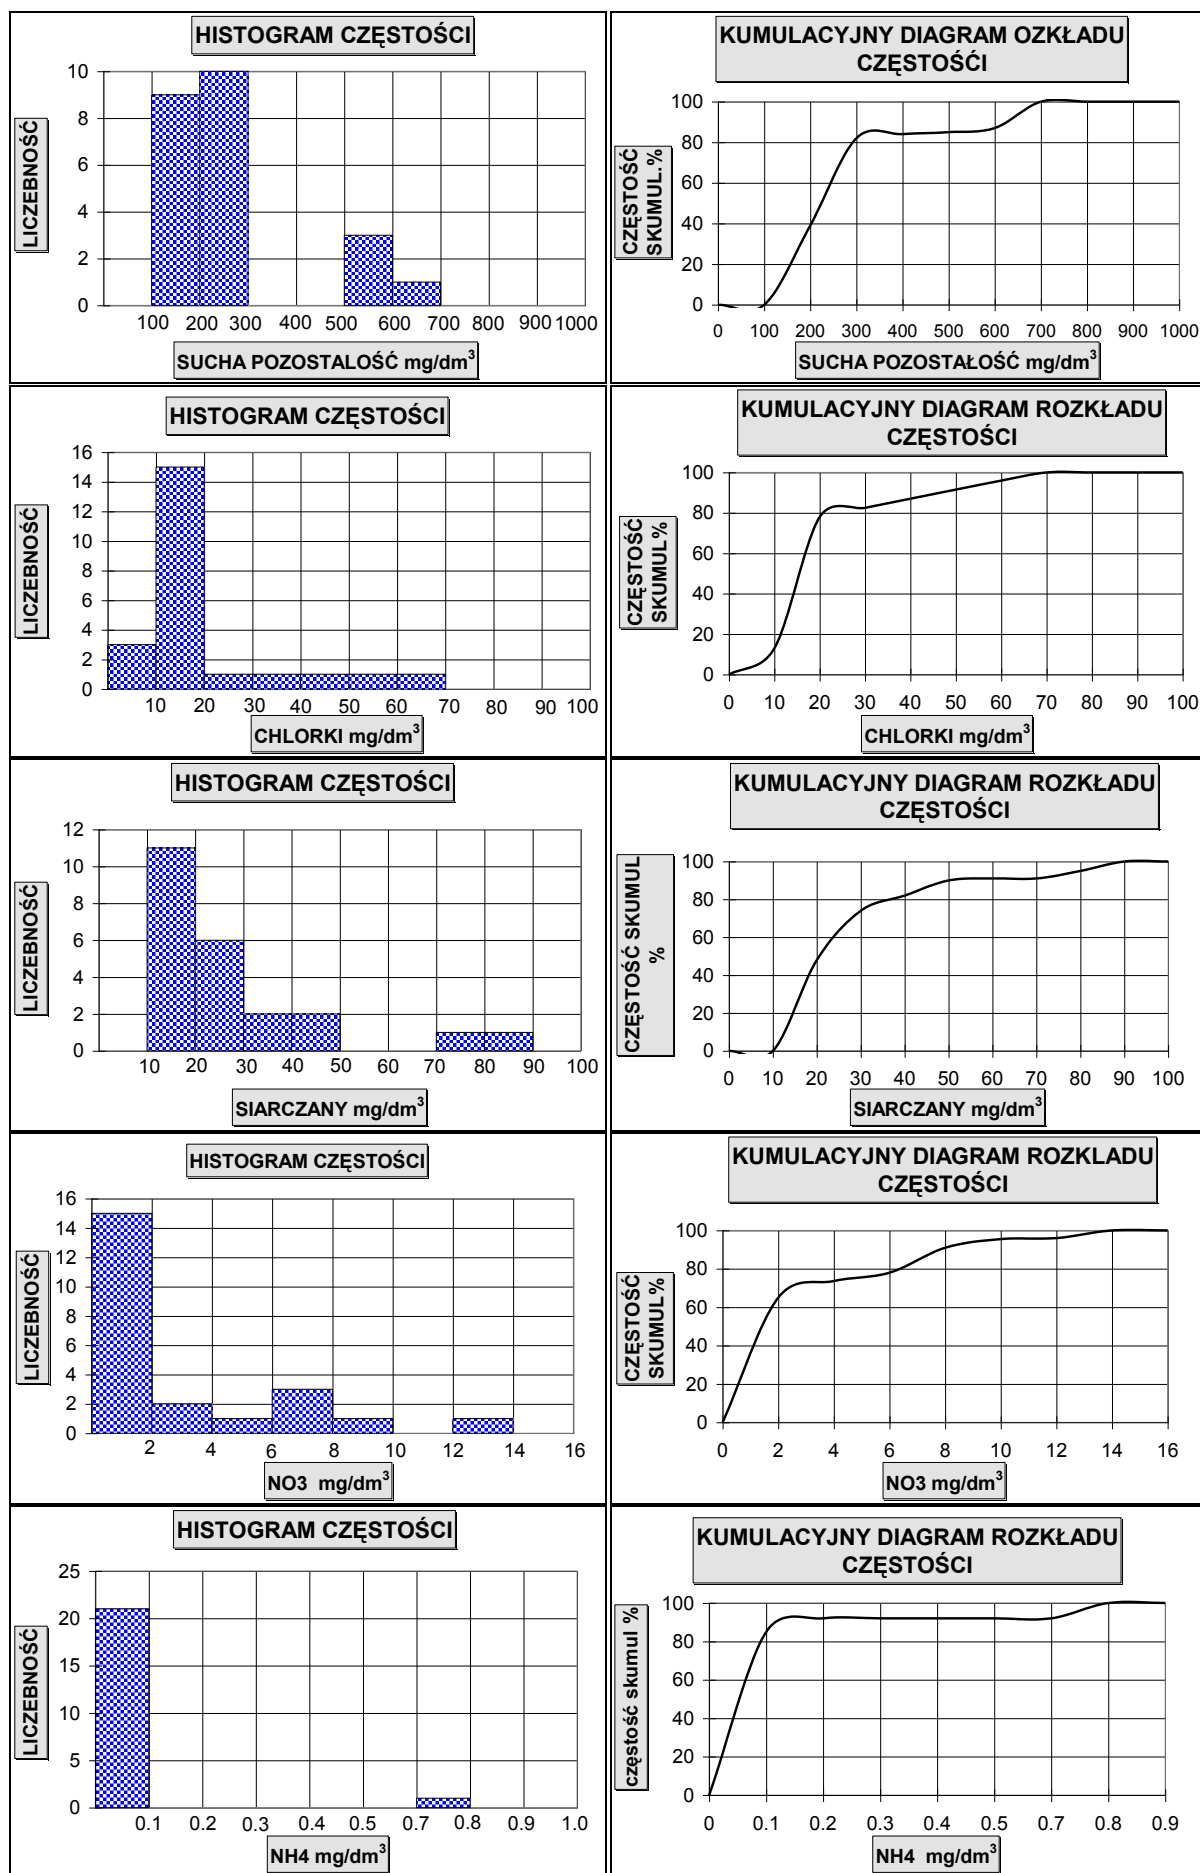 HISTOGRAM CZĘSTOŚCI
10
8
6
4
2
0
LICZEBNOŚĆ
100 200 300 400 500 600 700 800 900 1000
SUCHA POZOSTALOŚĆ mg/dm³
KUMULACYJNY DIAGRAM OZKŁADU
CZĘSTOŚĆI
100
80
60
40
20
0
CZĘSTOŚĆ
SKUMUL.%
0 100 200 300 400 500 600 700 800 900 1000
SUCHA POZOSTAŁOŚĆ mg/dm³
HISTOGRAM CZĘSTOŚCI
16
14
12
10
8
6
4
2
0
LICZEBNOŚĆ
10 20 30 40 50 60 70 80 90 100
CHLORKI mg/dm³
KUMULACYJNY DIAGRAM ROZKŁADU
CZĘSTOŚCI
100
80
60
40
20
0
CZĘSTOŚĆ
SKUMUL%
0 10 20 30 40 50 60 70 80 90 100
CHLORKI mg/dm³
HISTOGRAM CZĘSTOŚCI
12
10
8
6
4
2
0
LICZEBNOŚĆ
10 20 30 40 50 60 70 80 90 100
SIARCZANY mg/dm³
KUMULACYJNY DIAGRAM ROZKŁADU
CZĘSTOŚCI
100
80
60
40
20
0
CZĘSTOŚĆ SKUMUL
%
0 10 20 30 40 50 60 70 80 90 100
SIARCZANY mg/dm³
HISTOGRAM CZĘSTOŚCI
16
14
12
10
8
6
4
2
0
LICZEBNOŚĆ
2 4 6 8 10 12 14 16
NO3 mg/dm³
KUMULACYJNY DIAGRAM ROZKLADU
CZĘSTOŚCI
100
80
60
40
20
0
CZĘSTOŚĆ
SKUMUL%
0 2 4 6 8 10 12 14 16
NO3 mg/dm³
HISTOGRAM CZĘSTOŚCI
25
20
15
10
5
0
LICZEBNOŚĆ
0.1 0.2 0.3 0.4 0.5 0.7 0.8 0.9 1.0
NH4 mg/dm³
KUMULACYJNY DIAGRAM ROZKŁADU
CZĘSTOŚCI
100
80
60
40
20
0
częstość skumul %
0 0.1 0.2 0.3 0.4 0.5 0.7 0.8 0.9
NH4 mg/dm³